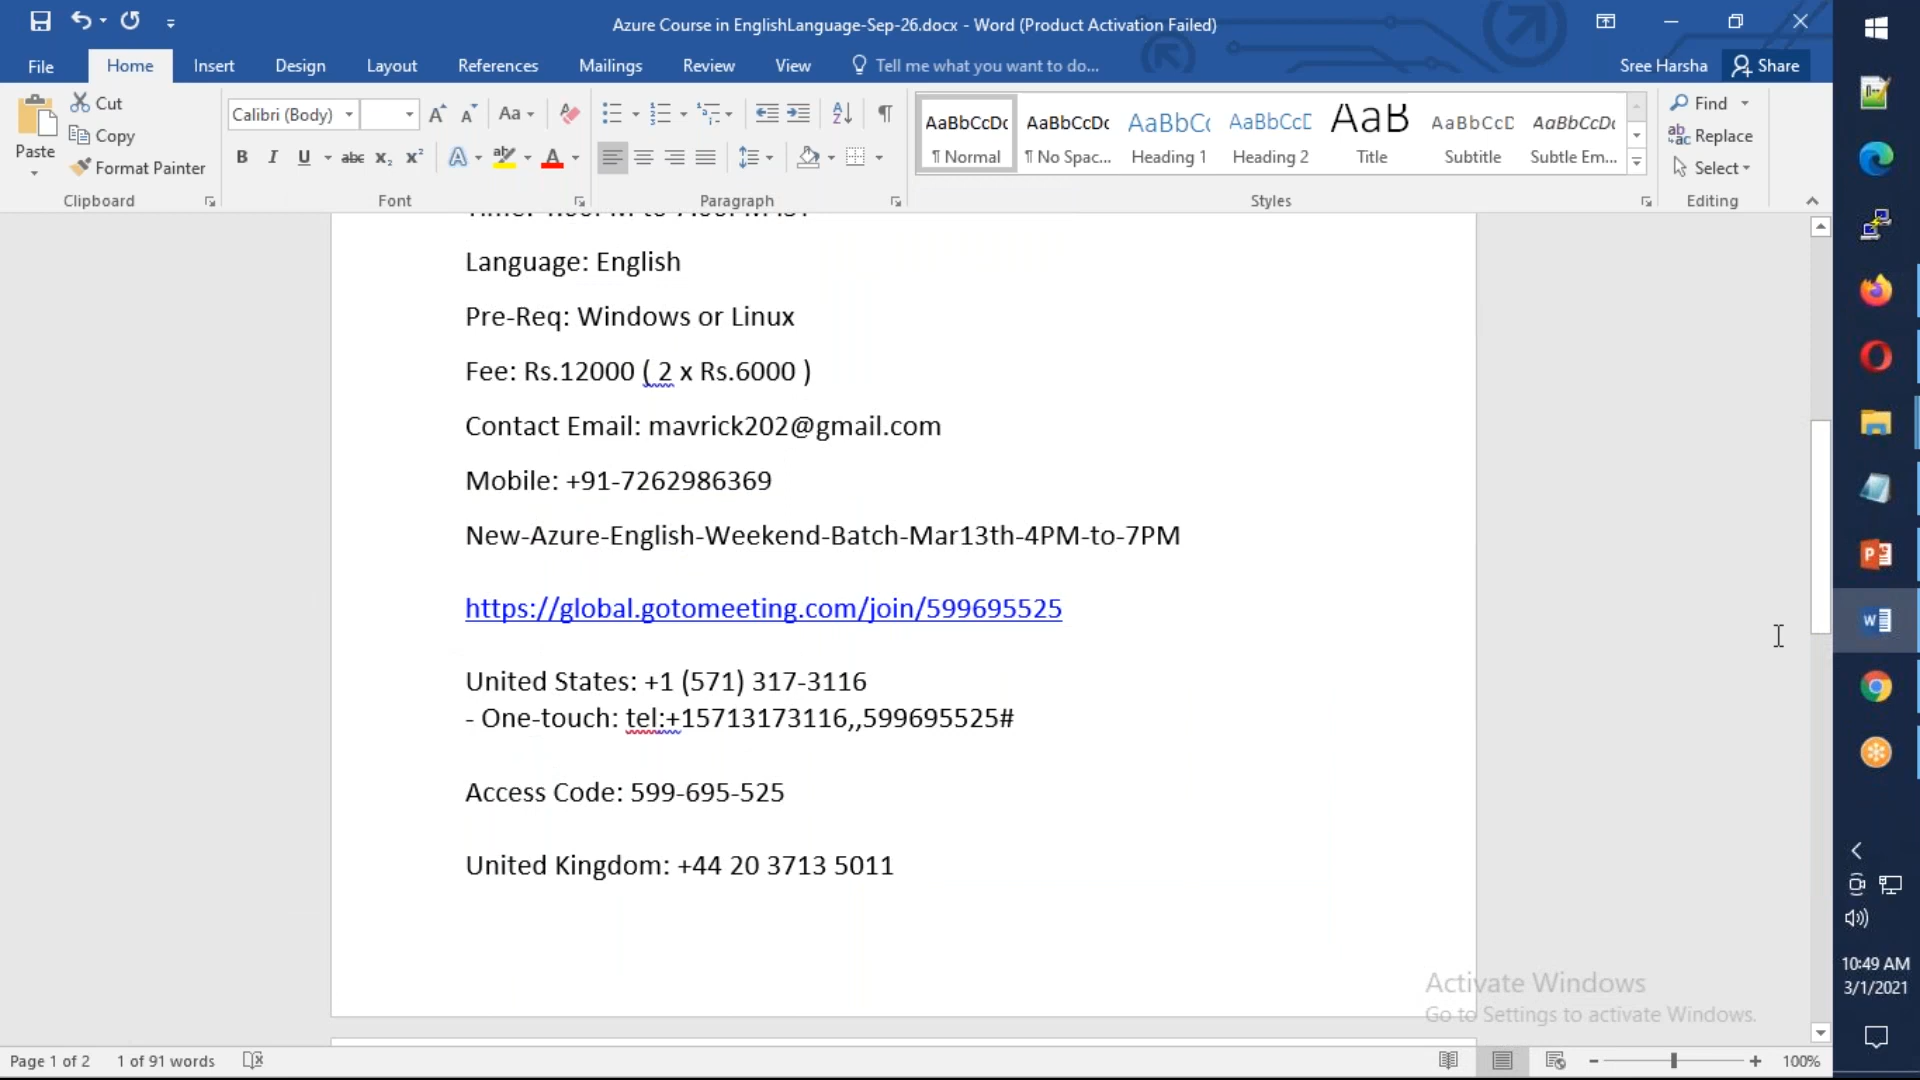 Azure Course in EnglishLanguage-Sep-26.docx - Word (Product Activation Failed)
File Home Insert Design Layout References Mailings Review View Tell me what you want to do... Sree Harsha Share
Paste
Cut
Copy
Format Painter
Clipboard
Calibri (Body)
Font
Paragraph
AaBbCcDc AaBbCcDc AaBbC AaBbCcD AaB AaBbCcD AaBbCcDc
¶ Normal ¶ No Spac... Heading 1 Heading 2 Title Subtitle Subtle Em...
Styles
Find
Replace
Select
Editing
Language: English
Pre-Req: Windows or Linux
Fee: Rs.12000 ( 2 x Rs.6000 )
Contact Email: mavrick202@gmail.com
Mobile: +91-7262986369
New-Azure-English-Weekend-Batch-Mar13th-4PM-to-7PM
https://global.gotomeeting.com/join/599695525
United States: +1 (571) 317-3116
- One-touch: tel:+15713173116,,599695525#
Access Code: 599-695-525
United Kingdom: +44 20 3713 5011
Activate Windows
Go to Settings to activate Windows.
Page 1 of 2 1 of 91 words 100%
10:49 AM
3/1/2021